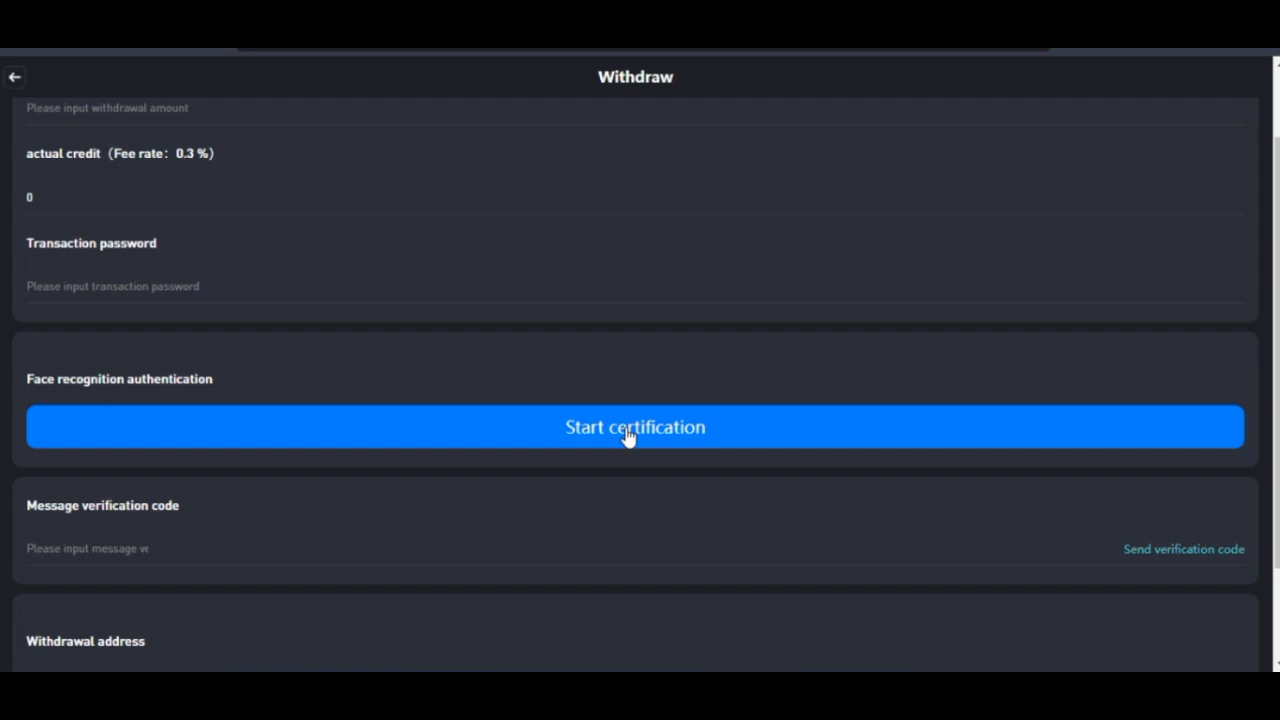 Withdraw
Please input withdrawal amount
actual credit（Fee rate：0.3 %）
0
Transaction password
Please input transaction password
Face recognition authentication
Start certification
Message verification code
Please input message ve
Send verification code
Withdrawal address